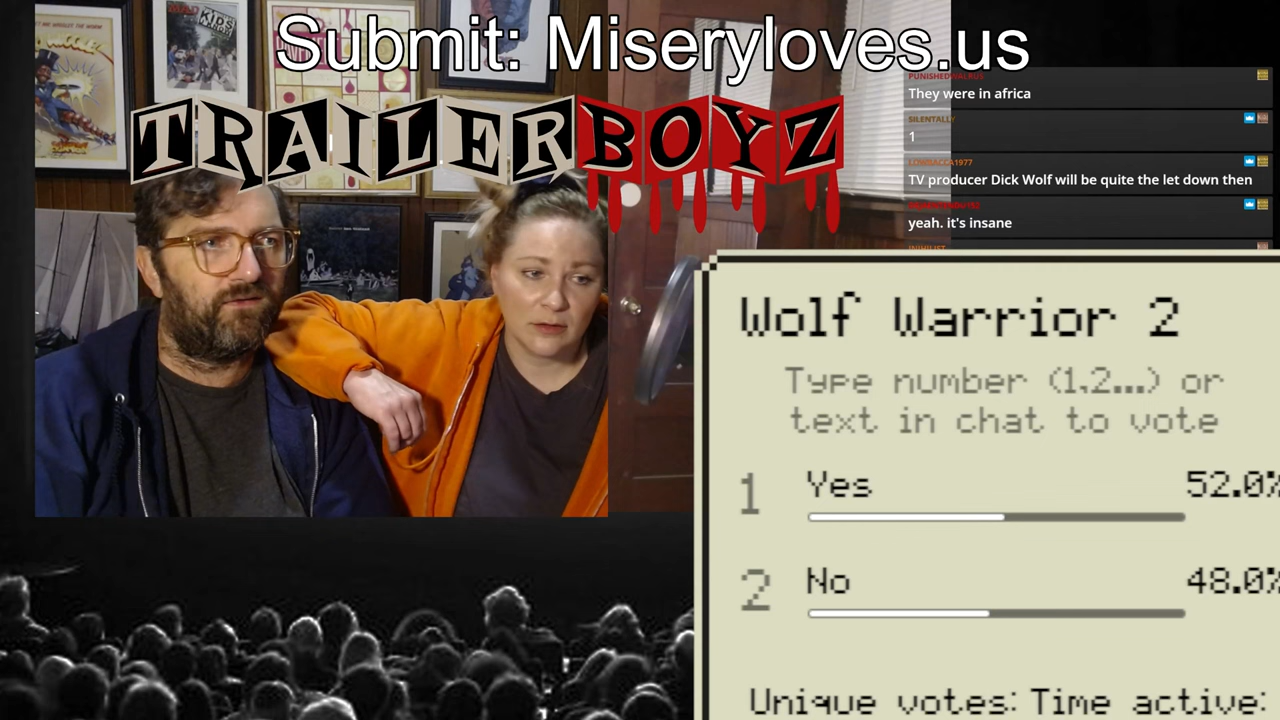 Submit: Miseryloves.us
TRAILERBOYZ
PUNISHEDWALRUS
They were in africa
SILENTALLY
1
LOWBACCA1977
TV producer Dick Wolf will be quite the let down then
yeah. it's insane
Wolf Warrior 2
Type number (1,2...) or
text in chat to vote
1 Yes 52.0%
2 No 48.0%
Unique votes: Time active: